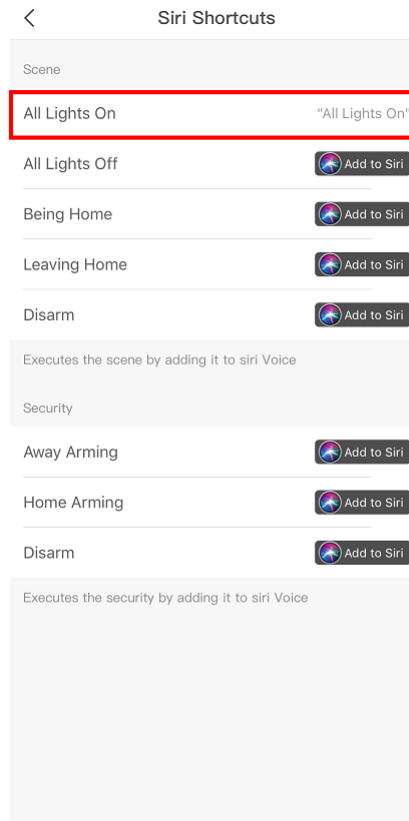 Siri Shortcuts
Scene
All Lights On "All Lights On"
All Lights Off Add to Siri
Being Home Add to Siri
Leaving Home Add to Siri
Disarm Add to Siri
Executes the scene by adding it to siri Voice
Security
Away Arming Add to Siri
Home Arming Add to Siri
Disarm Add to Siri
Executes the security by adding it to siri Voice